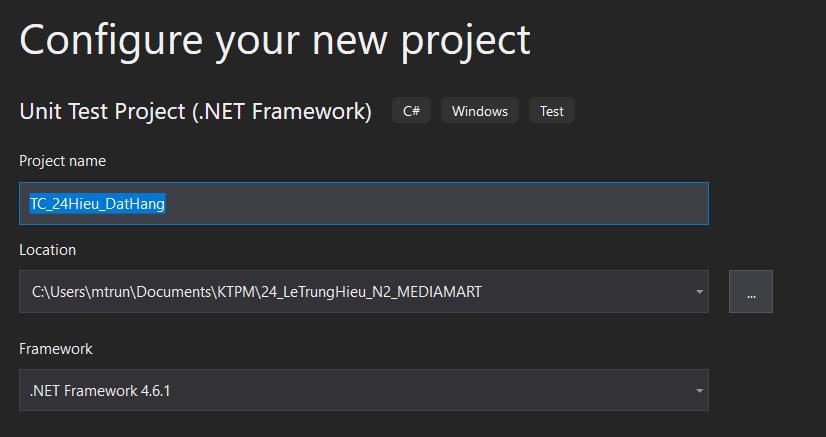 Configure your new project
Unit Test Project (.NET Framework) C# Windows Test
Project name
TC_24Hieu_DatHang
Location
C:\Users\mtrun\Documents\KTPM\24_LeTrungHieu_N2_MEDIAMART ...
Framework
.NET Framework 4.6.1